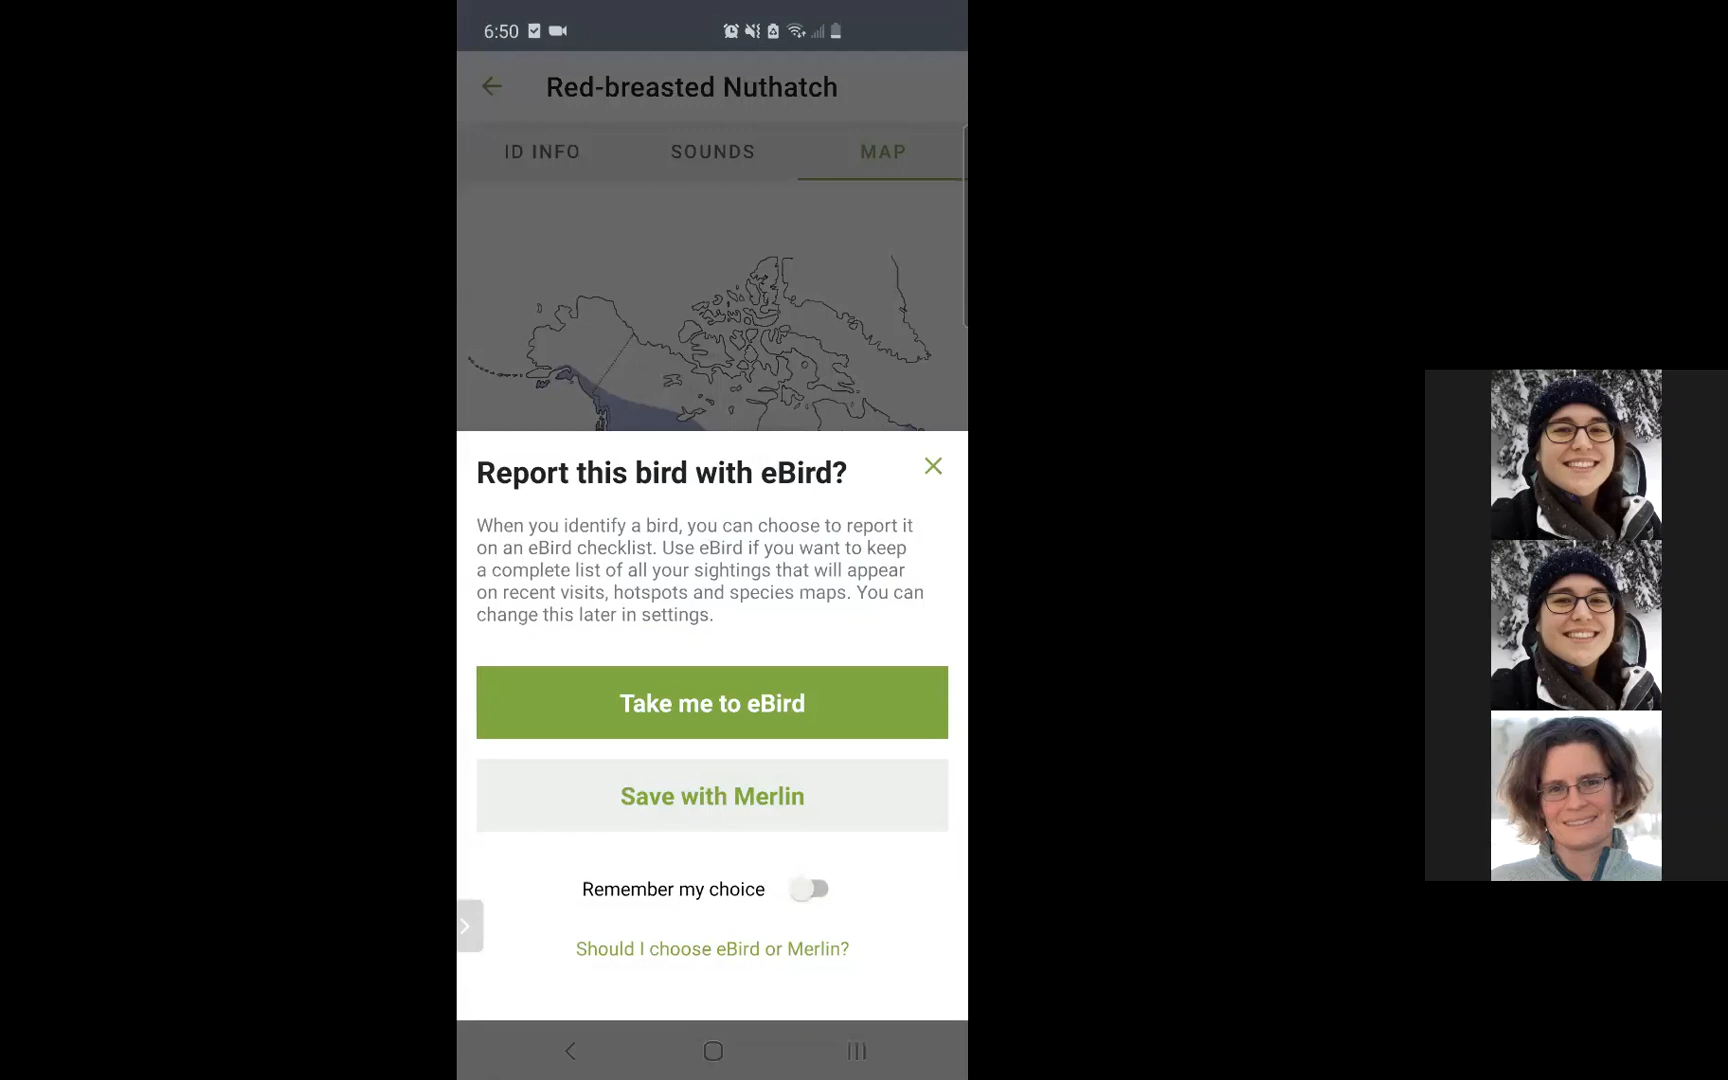 6:50
Red-breasted Nuthatch
ID INFO
SOUNDS
MAP
Report this bird with eBird?
When you identify a bird, you can choose to report it
on an eBird checklist. Use eBird if you want to keep
a complete list of all your sightings that will appear
on recent visits, hotspots and species maps. You can
change this later in settings.
Take me to eBird
Save with Merlin
Remember my choice
Should I choose eBird or Merlin?